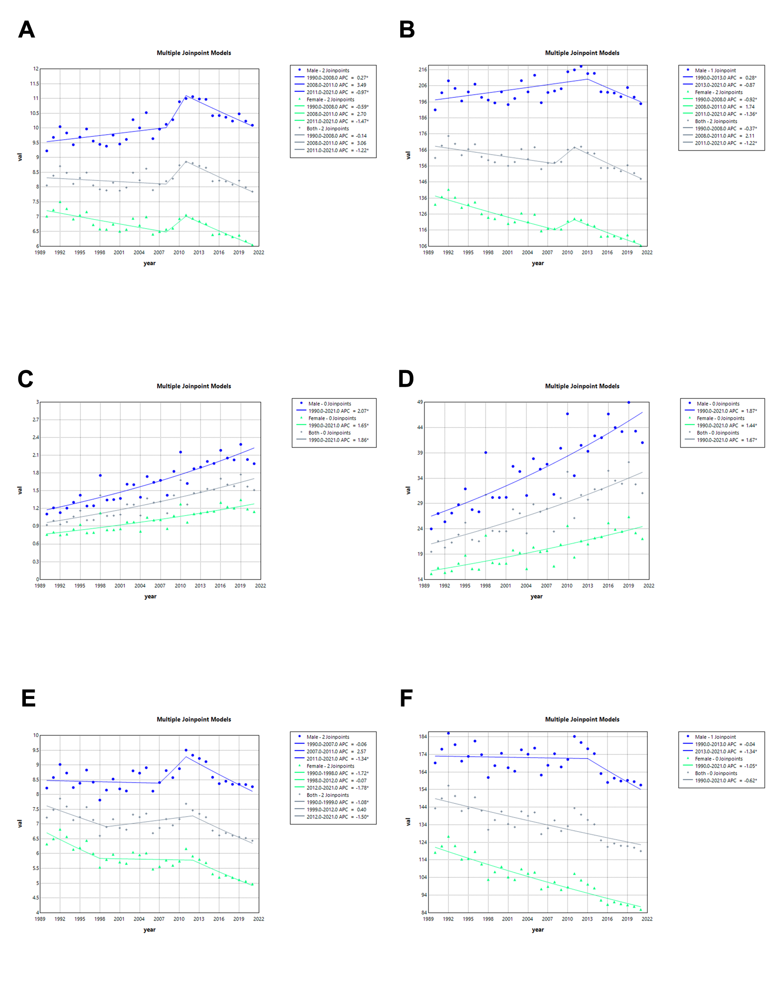 A
Multiple Joinpoint Models
12
11.5
11
10.5
10
9.5
9
8.5
8
7.5
7
6.5
6
val
1989 1992 1995 1998 2001 2004 2007 2010 2013 2016 2019 2022
year
Male - 2 Joinpoints
1990.0-2008.0 APC = 0.27*
2008.0-2011.0 APC = 3.49
2011.0-2021.0 APC = -0.97*
Female - 2 Joinpoints
1990.0-2008.0 APC = -0.59*
2008.0-2011.0 APC = 2.70
2011.0-2021.0 APC = -1.47*
Both - 2 Joinpoints
1990.0-2008.0 APC = -0.14
2008.0-2011.0 APC = 3.06
2011.0-2021.0 APC = -1.22*
B
Multiple Joinpoint Models
216
206
196
186
176
166
156
146
136
126
116
106
val
1989 1992 1995 1998 2001 2004 2007 2010 2013 2016 2019 2022
year
Male - 1 Joinpoint
1990.0-2013.0 APC = 0.28*
2013.0-2021.0 APC = -0.87
Female - 2 Joinpoints
1990.0-2008.0 APC = -0.92*
2008.0-2011.0 APC = 1.74
2011.0-2021.0 APC = -1.36*
Both - 2 Joinpoints
1990.0-2008.0 APC = -0.37*
2008.0-2011.0 APC = 2.11
2011.0-2021.0 APC = -1.22*
C
Multiple Joinpoint Models
3
2.7
2.4
2.1
1.8
1.5
1.2
0.9
0.6
0.3
0
val
1989 1992 1995 1998 2001 2004 2007 2010 2013 2016 2019 2022
year
Male - 0 Joinpoints
1990.0-2021.0 APC = 2.07*
Female - 0 Joinpoints
1990.0-2021.0 APC = 1.65*
Both - 0 Joinpoints
1990.0-2021.0 APC = 1.86*
D
Multiple Joinpoint Models
49
44
39
34
29
24
19
14
val
1989 1992 1995 1998 2001 2004 2007 2010 2013 2016 2019 2022
year
Male - 0 Joinpoints
1990.0-2021.0 APC = 1.87*
Female - 0 Joinpoints
1990.0-2021.0 APC = 1.44*
Both - 0 Joinpoints
1990.0-2021.0 APC = 1.67*
E
Multiple Joinpoint Models
10
9.5
9
8.5
8
7.5
7
6.5
6
5.5
5
4.5
4
val
1989 1992 1995 1998 2001 2004 2007 2010 2013 2016 2019 2022
year
Male - 2 Joinpoints
1990.0-2007.0 APC = -0.06
2007.0-2011.0 APC = 2.57
2011.0-2021.0 APC = -1.34*
Female - 2 Joinpoints
1990.0-1998.0 APC = -1.72*
1998.0-2012.0 APC = -0.07
2012.0-2021.0 APC = -1.78*
Both - 2 Joinpoints
1990.0-1999.0 APC = -1.08*
1999.0-2012.0 APC = 0.40
2012.0-2021.0 APC = -1.50*
F
Multiple Joinpoint Models
184
174
164
154
144
134
124
114
104
94
84
val
1989 1992 1995 1998 2001 2004 2007 2010 2013 2016 2019 2022
year
Male - 1 Joinpoint
1990.0-2013.0 APC = -0.04
2013.0-2021.0 APC = -1.34*
Female - 0 Joinpoints
1990.0-2021.0 APC = -1.05*
Both - 0 Joinpoints
1990.0-2021.0 APC = -0.62*